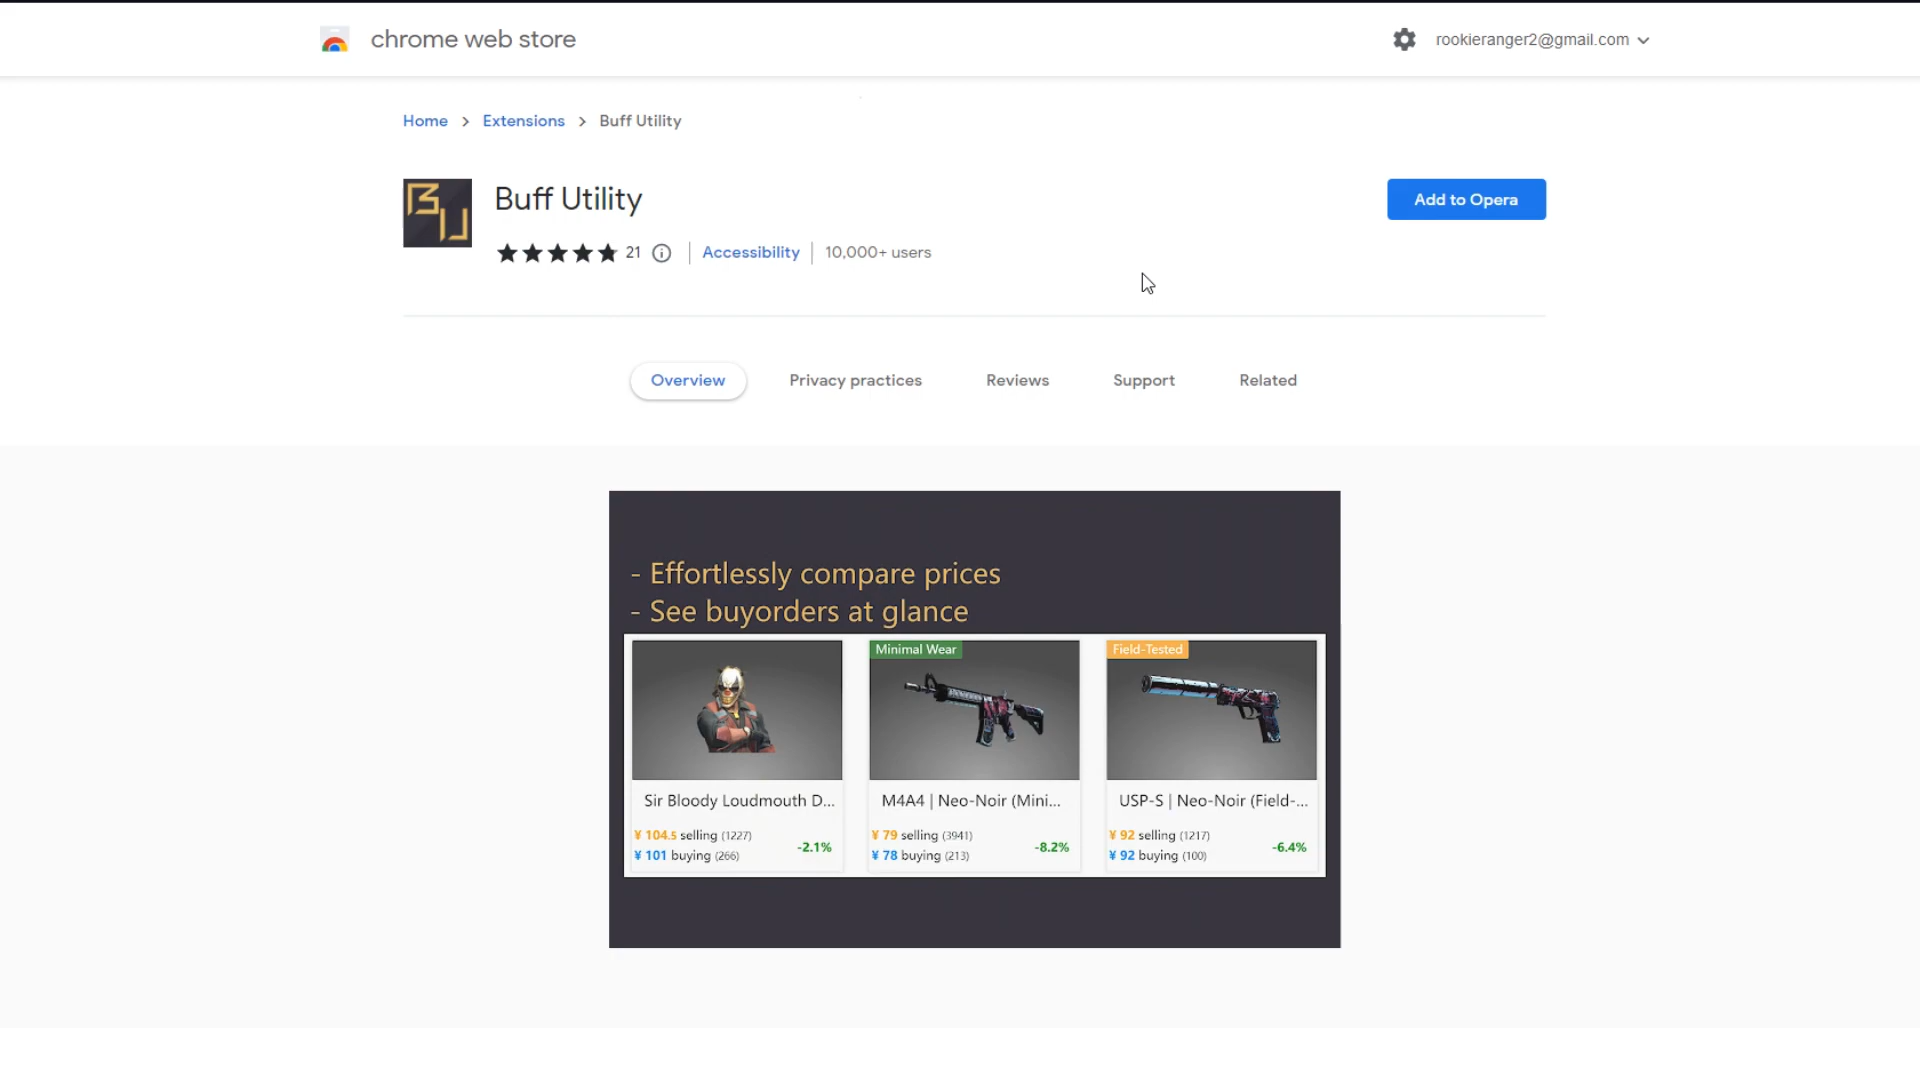 chrome web store
rookieranger2@gmail.com
Home > Extensions > Buff Utility
BU
Buff Utility
Add to Opera
21
Accessibility
10,000+ users
Overview
Privacy practices
Reviews
Support
Related
- Effortlessly compare prices
- See buyorders at glance
Minimal Wear
Field-Tested
Sir Bloody Loudmouth D...
M4A4 | Neo-Noir (Mini...
USP-S | Neo-Noir (Field-...
¥ 104.5 selling (1227)
¥ 101 buying (266)
-2.1%
¥ 79 selling (3941)
¥ 78 buying (213)
-8.2%
¥ 92 selling (1217)
¥ 92 buying (100)
-6.4%